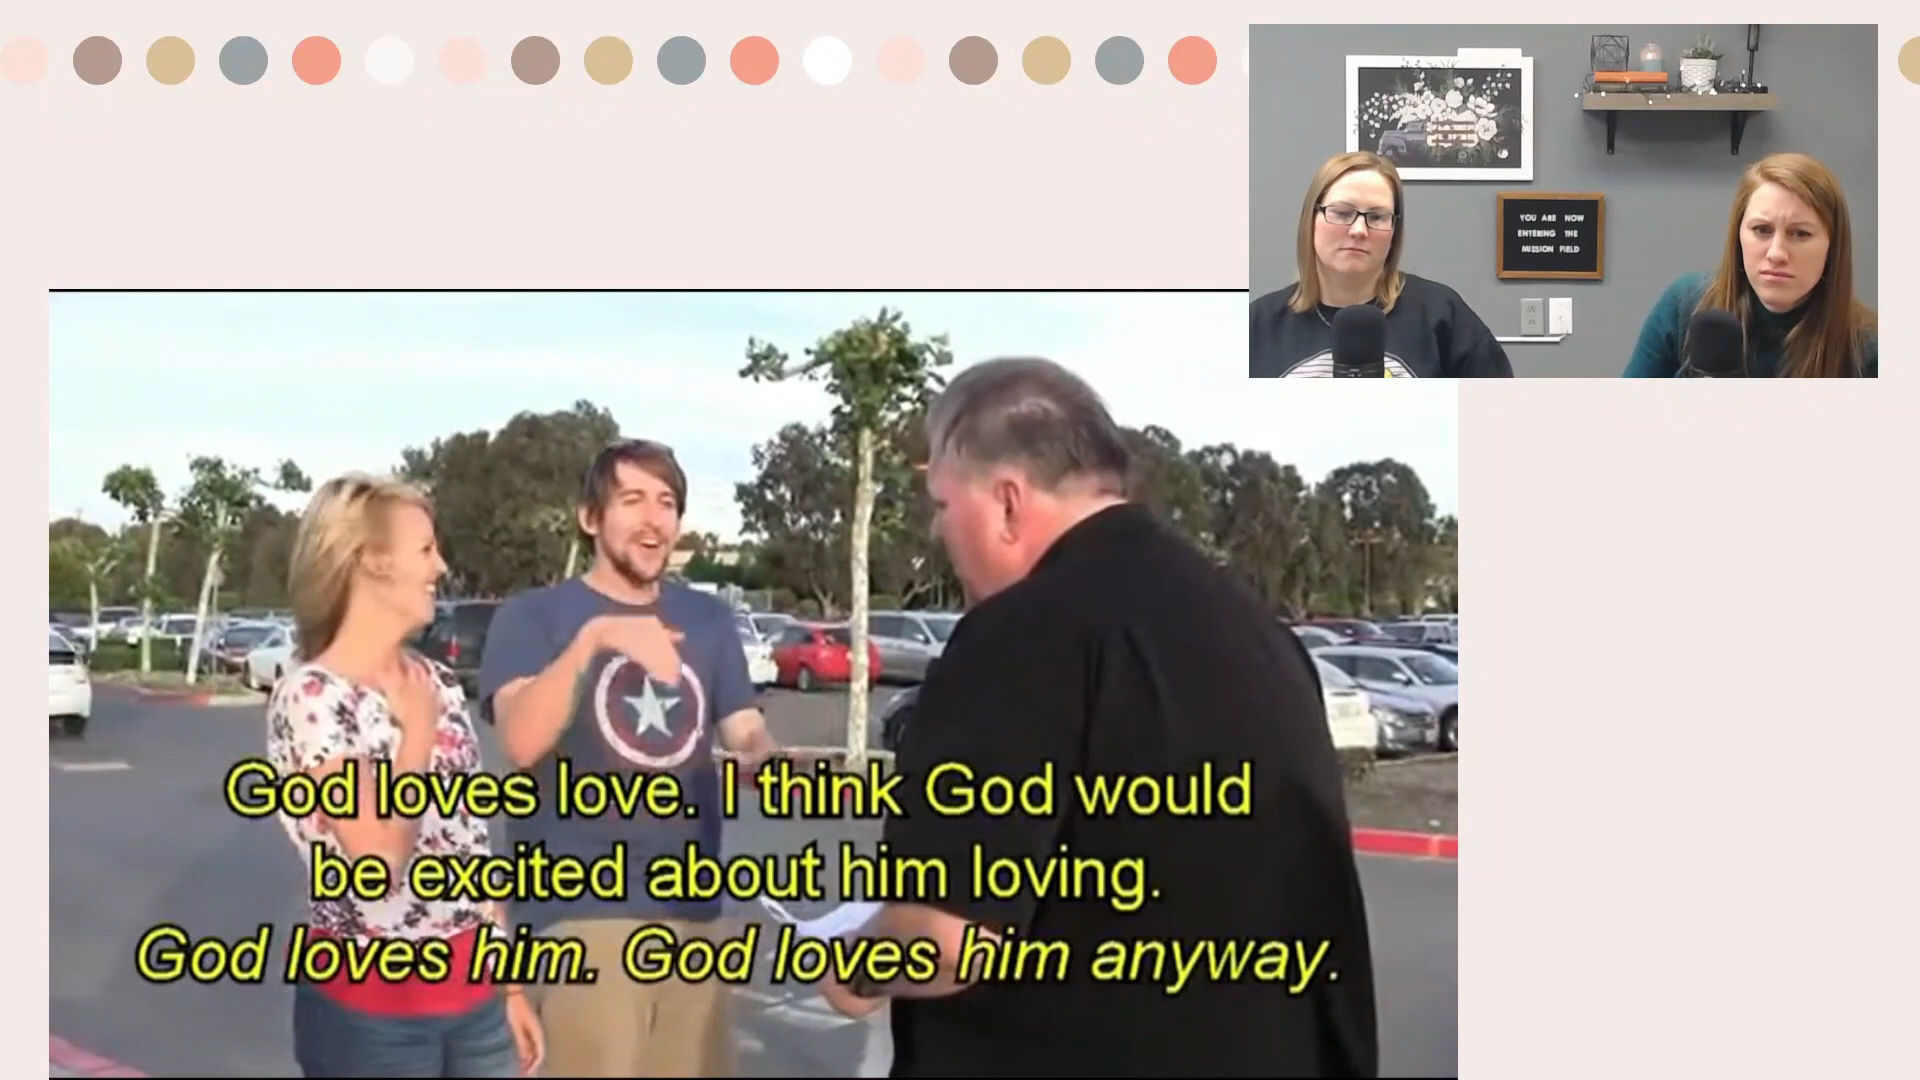 YOU ARE NOW
ENTERING THE
MISSION FIELD
God loves love. I think God would
be excited about him loving.
God loves him. God loves him anyway.